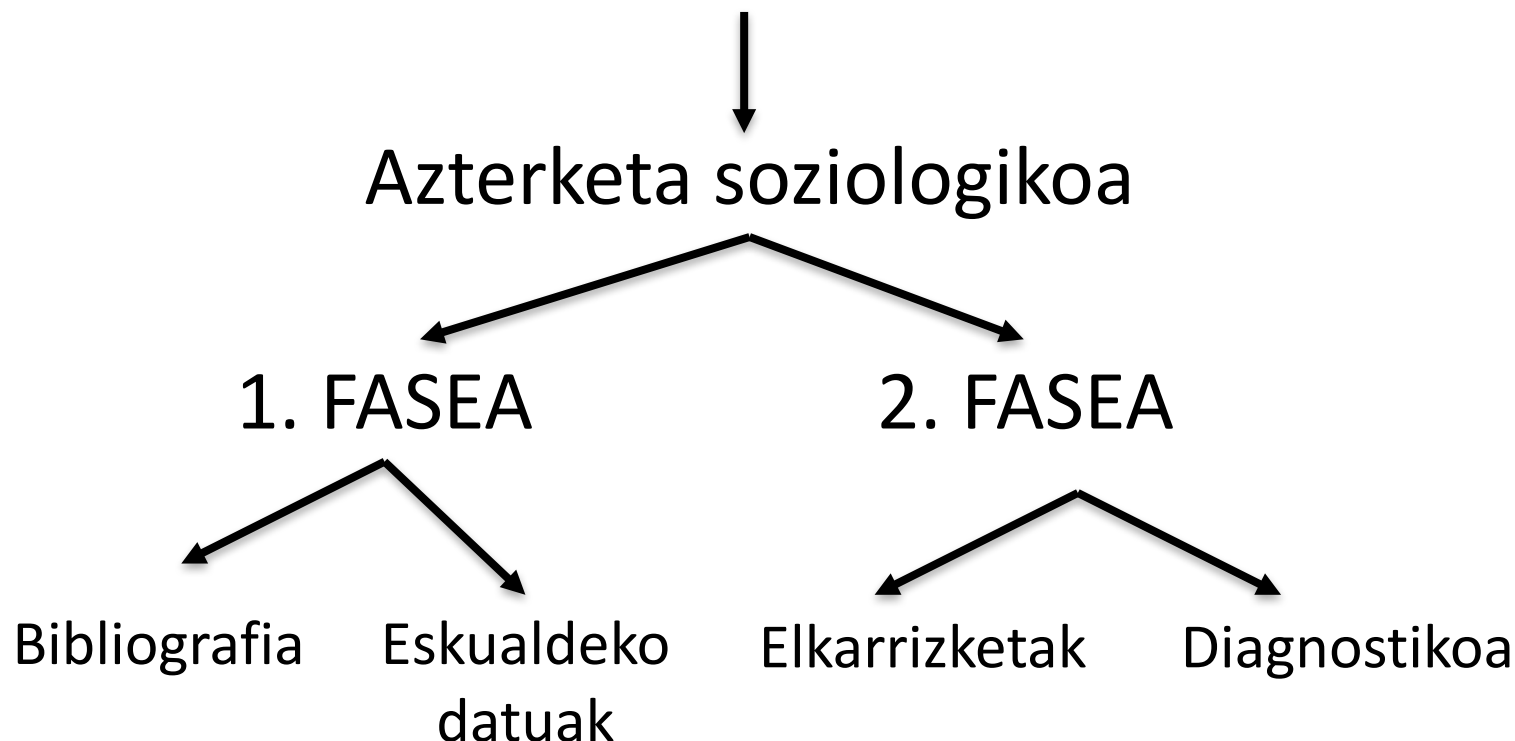 Azterketa soziologikoa
1. FASEA
2. FASEA
Bibliografia
Eskualdeko
datuak
Elkarrizketak
Diagnostikoa